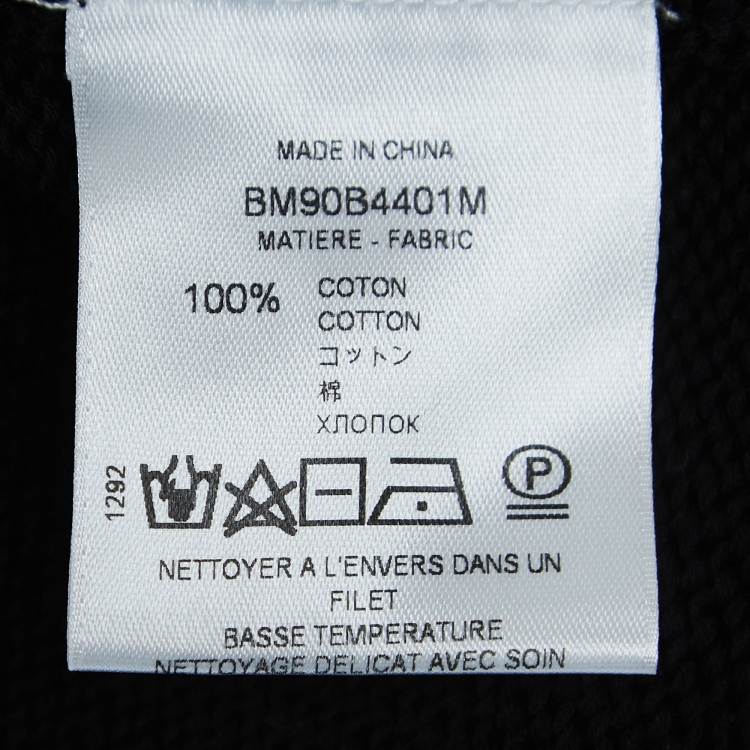 MADE IN CHINA
BM90B4401M
MATIERE - FABRIC
100%
COTON
COTTON
コットン
棉
ХЛОПОК
1292
P
NETTOYER A L'ENVERS DANS UN
FILET
BASSE TEMPERATURE
NETTOYAGE DELICAT AVEC SOIN